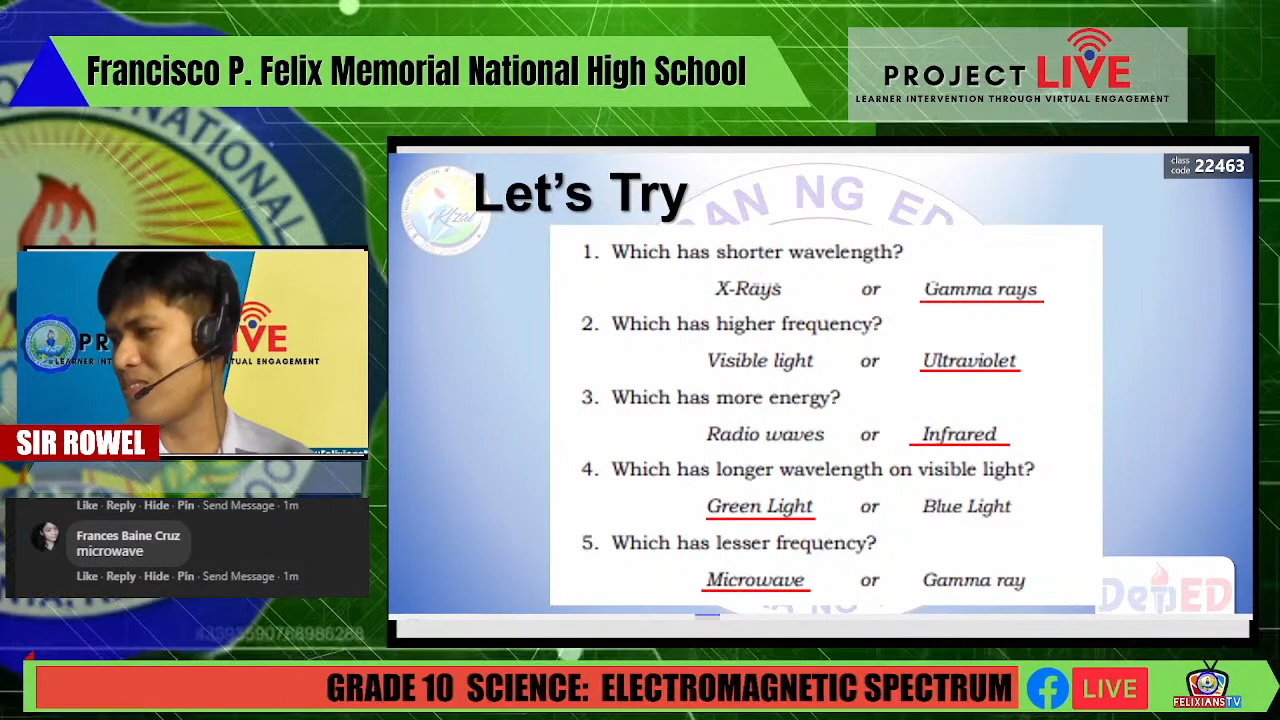 Francisco P. Felix Memorial National High School
PROJECT LIVE
LEARNER INTERVENTION THROUGH VIRTUAL ENGAGEMENT
class code 22463
Let's Try
1. Which has shorter wavelength?
X-Rays or Gamma rays
2. Which has higher frequency?
Visible light or Ultraviolet
3. Which has more energy?
Radio waves or Infrared
4. Which has longer wavelength on visible light?
Green Light or Blue Light
5. Which has lesser frequency?
Microwave or Gamma ray
DepED
SIR ROWEL
Like · Reply · Hide · Pin · Send Message · 1m
Frances Baine Cruz
microwave
Like · Reply · Hide · Pin · Send Message · 1m
GRADE 10 SCIENCE: ELECTROMAGNETIC SPECTRUM
LIVE
FELIXIANS TV